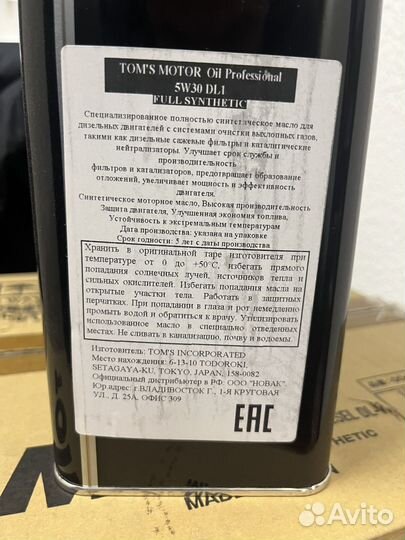 TOM'S MOTOR Oil Professional
5W30 DL1
FULL SYNTHETIC
Специализированное полностью синтетическое масло для
дизельных двигателей с системами очистки выхлопных газов,
такими как дизельные сажевые фильтры и каталитические
нейтрализаторы. Улучшает срок службы и
производительность
фильтров и катализаторов, предотвращает образование
отложений, увеличивает мощность и эффективность
двигателя.
Синтетическое моторное масло, Высокая производительность
Защита двигателя, Улучшенная экономия топлива,
Устойчивость к экстремальным температурам
Дата производства: указана на упаковке
Срок годности: 5 лет с даты производства
Хранить в оригинальной таре изготовителя при
температуре от 0 до +50°C, избегать прямого
попадания солнечных лучей, источников тепла и
сильных окислителей. Избегать попадания масла на
открытые участки тела. Работать в защитных
перчатках. При попадании в глаза и рот немедленно
промыть водой и обратиться к врачу. Утилизировать
использованное масло в специально отведенных
местах. Не сливать в канализацию, почву и водоемы.
Изготовитель: TOM'S INCORPORATED
Место нахождения: 6-13-10 TODOROKI,
SETAGAYA-KU, TOKYO, JAPAN, 158-0082
Официальный дистрибьютер в РФ: ООО "НОВАК"
Юр адрес: г.ВЛАДИВОСТОК Г., 1-Я КРУГОВАЯ
УЛ., Д. 25А, ОФИС 309
EAC
MADE
Avito